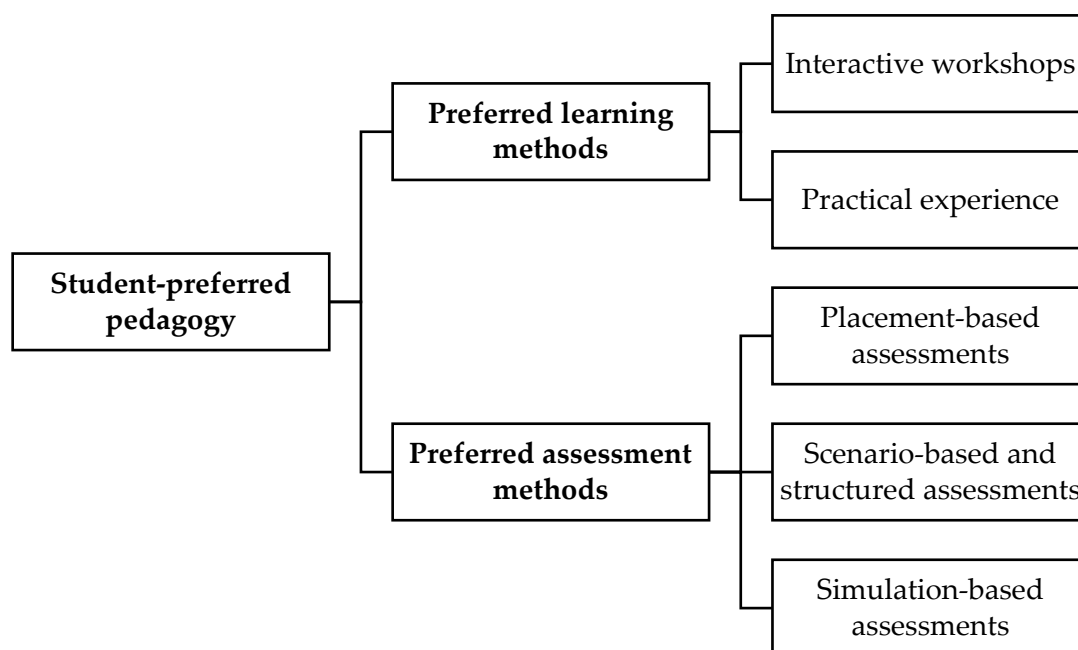 Student-preferred
pedagogy
Preferred learning
methods
Interactive workshops
Practical experience
Preferred assessment
methods
Placement-based
assessments
Scenario-based and
structured assessments
Simulation-based
assessments